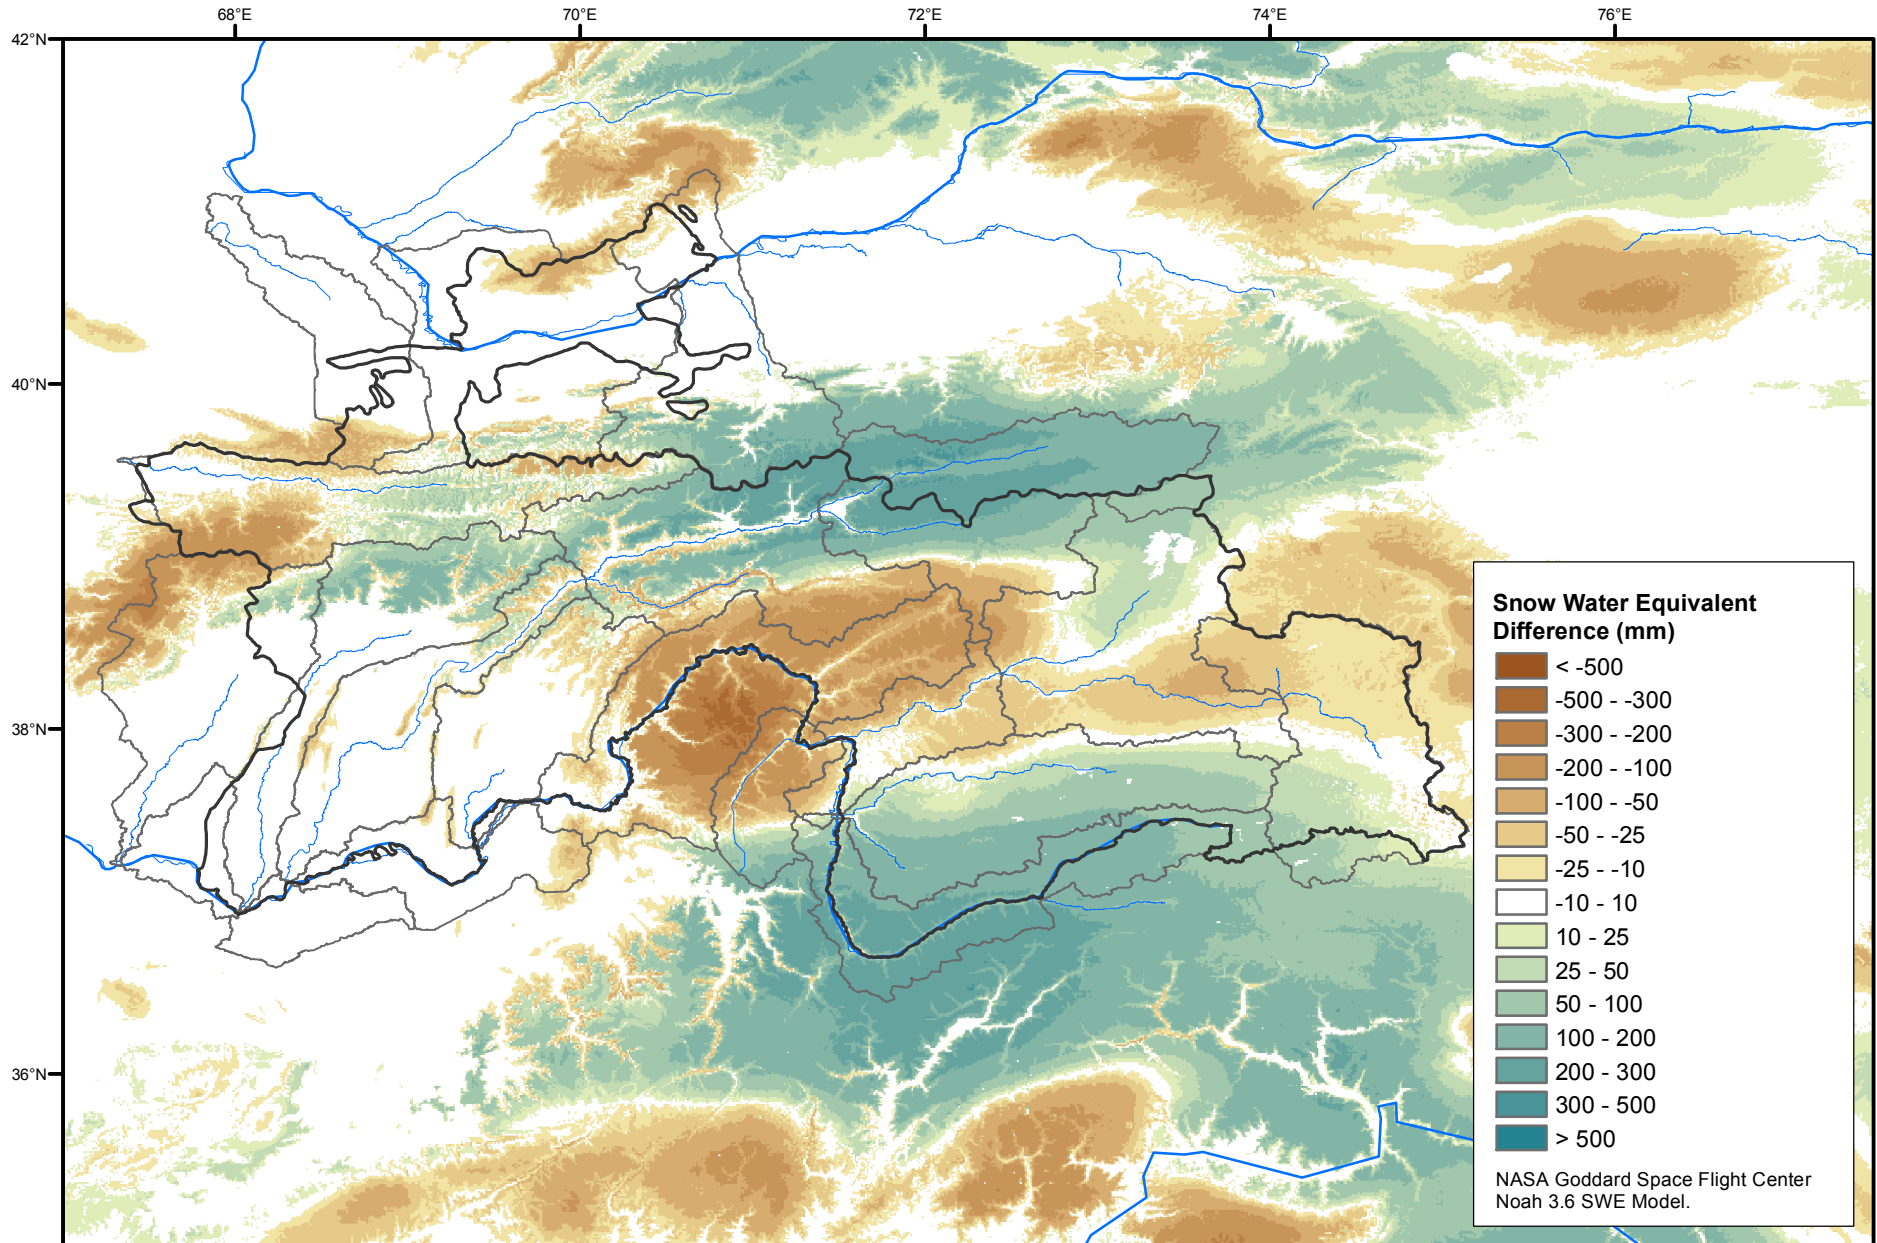 68°E
70°E
72°E
74°E
76°E
42°N
40°N
38°N
36°N
Snow Water Equivalent
Difference (mm)
< -500
-500 - -300
-300 - -200
-200 - -100
-100 - -50
-50 - -25
-25 - -10
-10 - 10
10 - 25
25 - 50
50 - 100
100 - 200
200 - 300
300 - 500
> 500
NASA Goddard Space Flight Center
Noah 3.6 SWE Model.